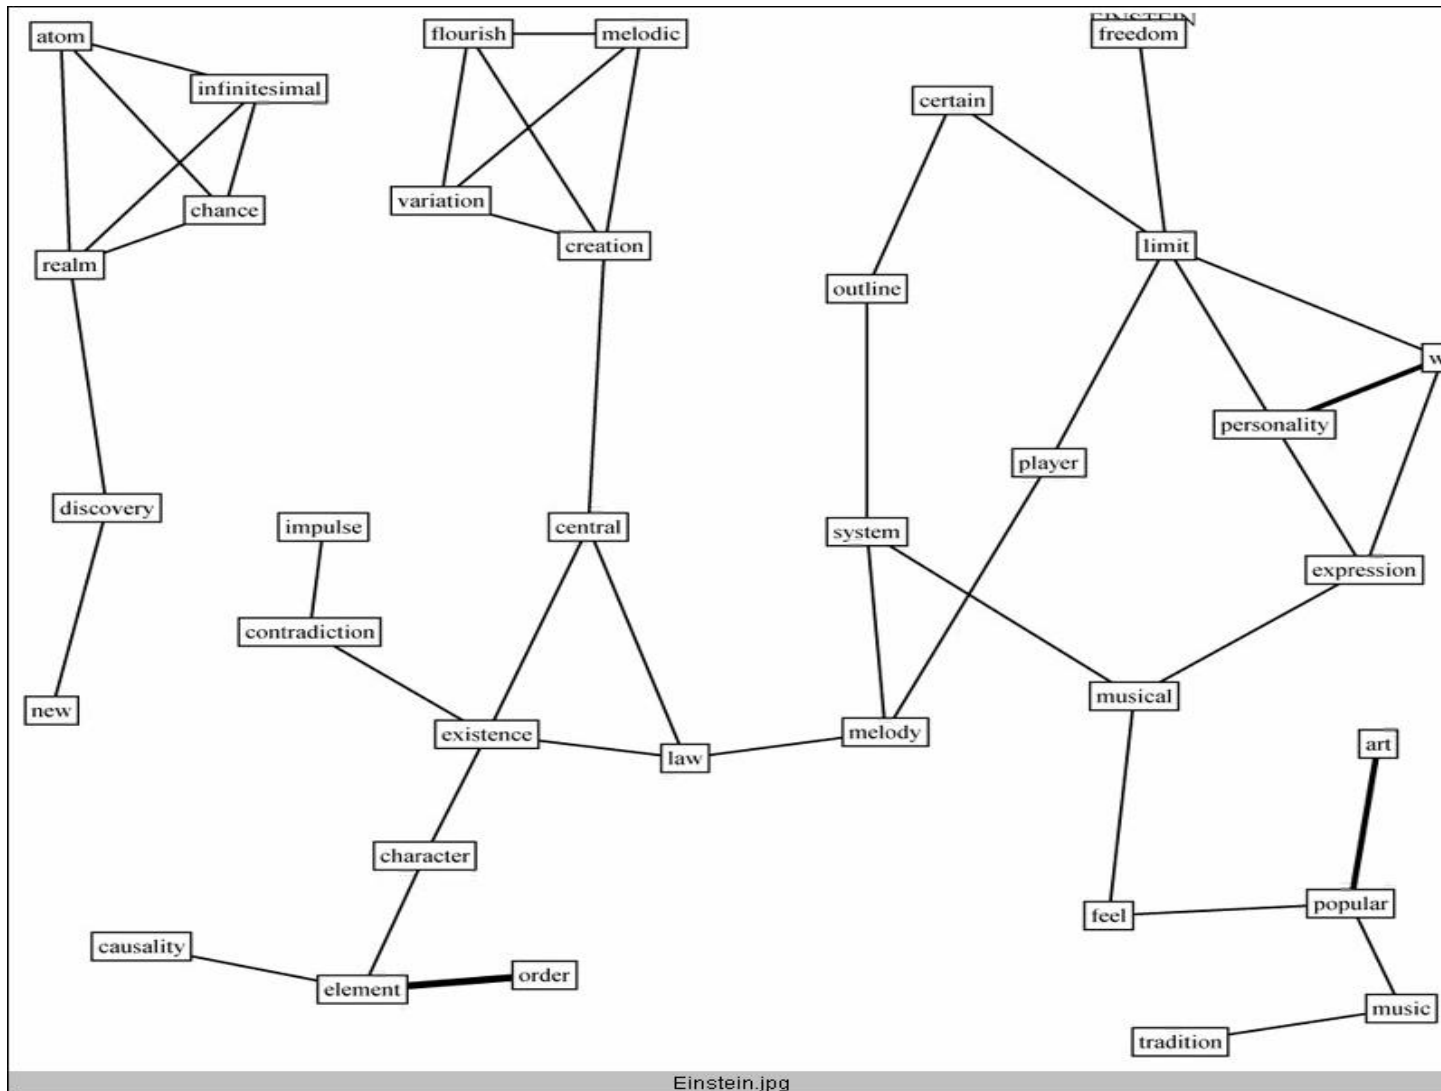 EINSTEIN
atom
flourish
melodic
freedom
infinitesimal
certain
variation
chance
creation
limit
realm
outline
w
personality
player
discovery
impulse
central
system
expression
contradiction
musical
new
existence
law
melody
art
character
popular
feel
causality
element
order
music
tradition
Einstein.jpg